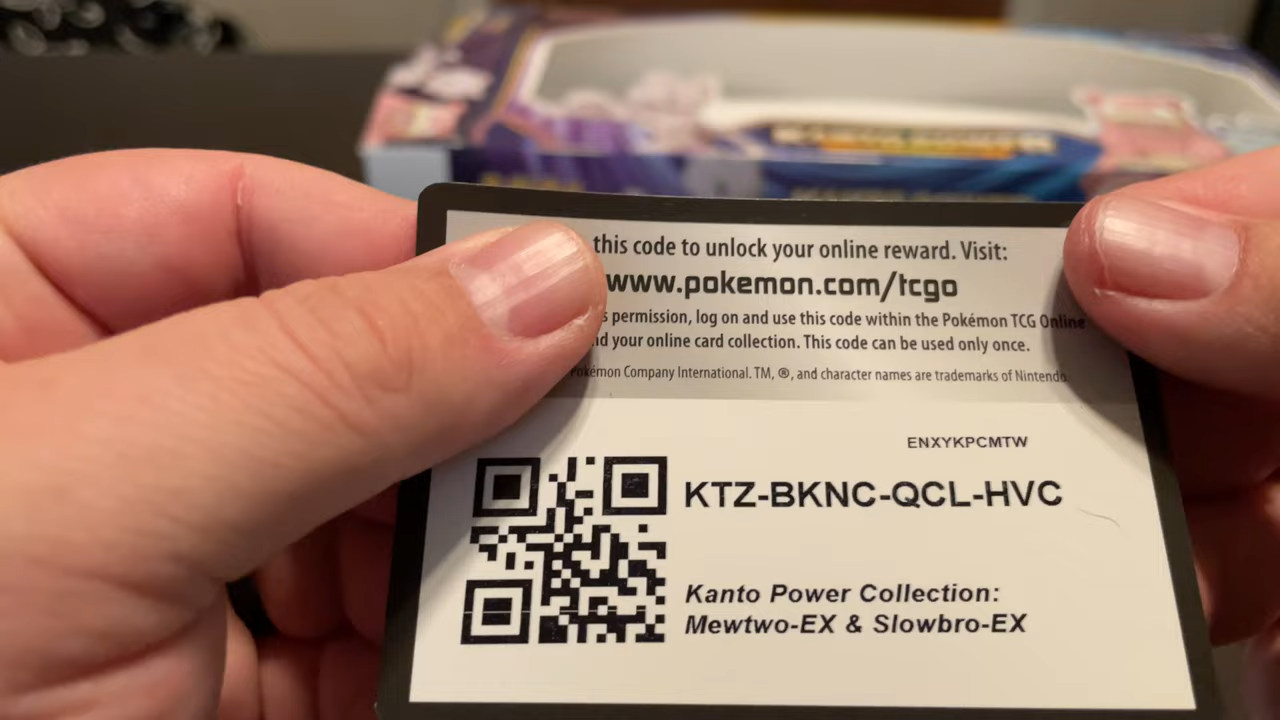 this code to unlock your online reward. Visit:
www.pokemon.com/tcgo
permission, log on and use this code within the Pokémon TCG Online
your online card collection. This code can be used only once.
Pokémon Company International. TM, ®, and character names are trademarks of Nintendo.
ENXYKPCMTW
KTZ-BKNC-QCL-HVC
Kanto Power Collection:
Mewtwo-EX & Slowbro-EX